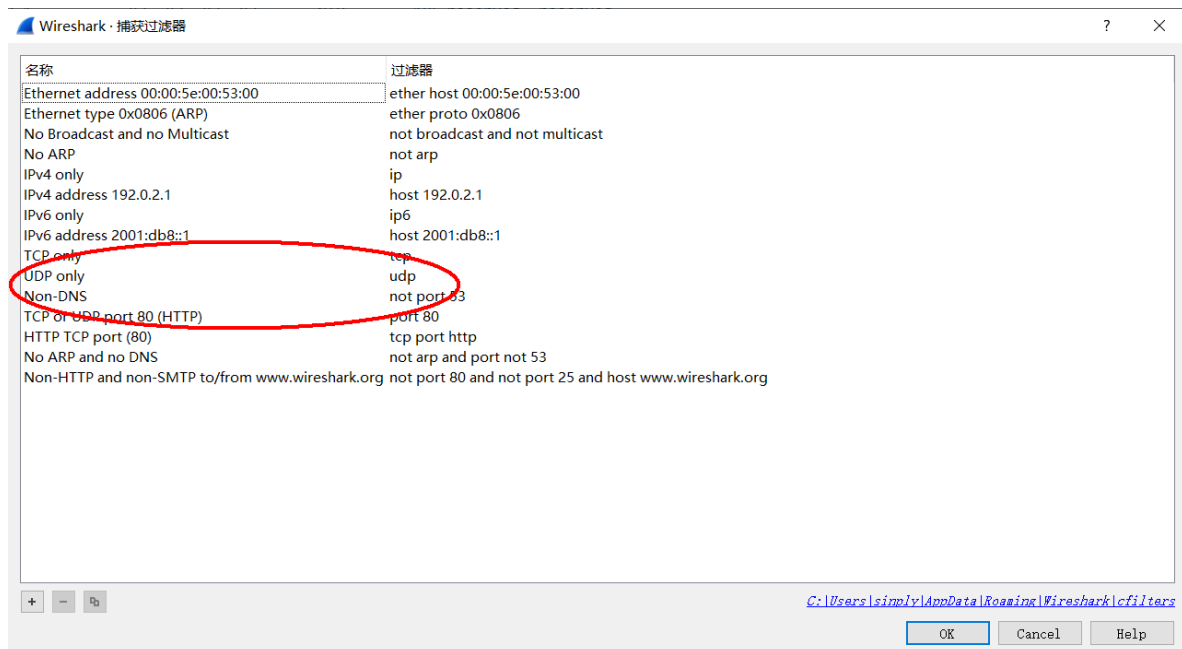 Wireshark · 捕获过滤器
名称 过滤器
Ethernet address 00:00:5e:00:53:00 ether host 00:00:5e:00:53:00
Ethernet type 0x0806 (ARP) ether proto 0x0806
No Broadcast and no Multicast not broadcast and not multicast
No ARP not arp
IPv4 only ip
IPv4 address 192.0.2.1 host 192.0.2.1
IPv6 only ip6
IPv6 address 2001:db8::1 host 2001:db8::1
TCP only tcp
UDP only udp
Non-DNS not port 53
TCP or UDP port 80 (HTTP) port 80
HTTP TCP port (80) tcp port http
No ARP and no DNS not arp and port not 53
Non-HTTP and non-SMTP to/from www.wireshark.org not port 80 and not port 25 and host www.wireshark.org
C:\Users\sinply\AppData\Roaming\Wireshark\cfilters
OK Cancel Help